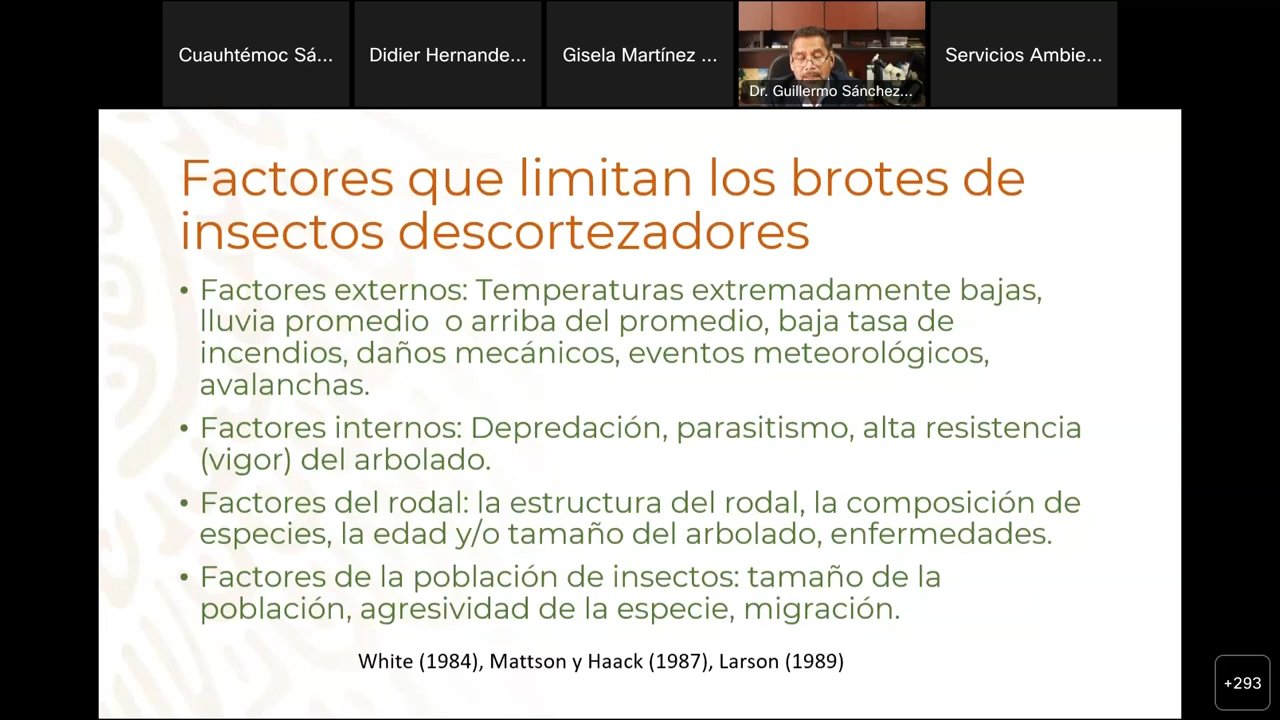 Cuauhtémoc Sá...
Didier Hernande...
Gisela Martínez ...
Dr. Guillermo Sánchez...
Servicios Ambie...
Factores que limitan los brotes de
insectos descortezadores
• Factores externos: Temperaturas extremadamente bajas,
lluvia promedio o arriba del promedio, baja tasa de
incendios, daños mecánicos, eventos meteorológicos,
avalanchas.
• Factores internos: Depredación, parasitismo, alta resistencia
(vigor) del arbolado.
• Factores del rodal: la estructura del rodal, la composición de
especies, la edad y/o tamaño del arbolado, enfermedades.
• Factores de la población de insectos: tamaño de la
población, agresividad de la especie, migración.
White (1984), Mattson y Haack (1987), Larson (1989)
+293